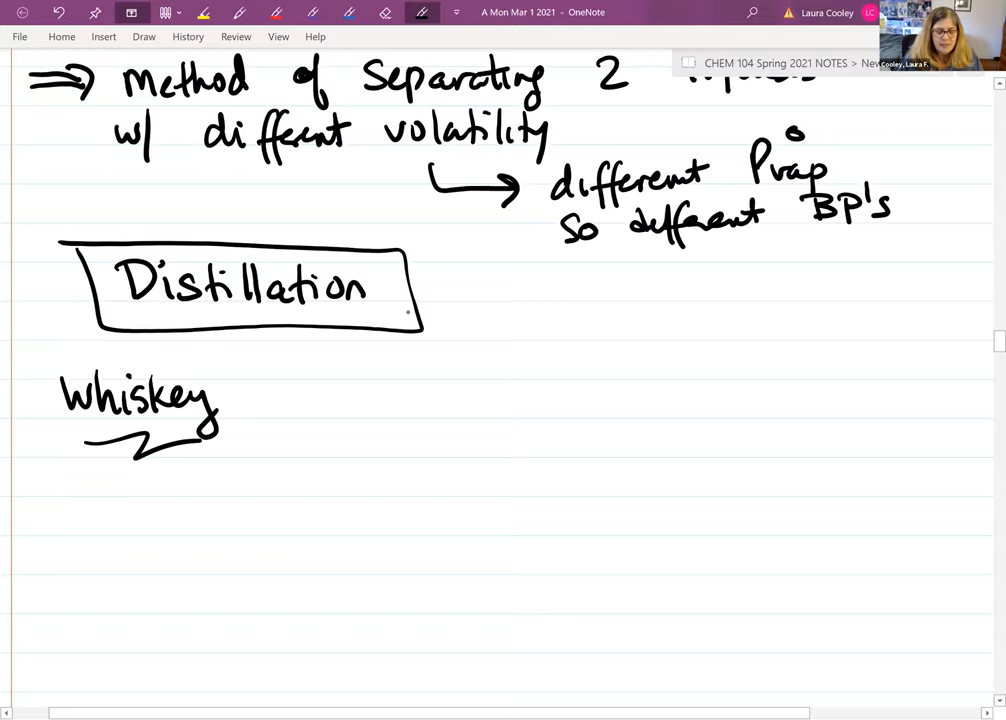 A Mon Mar 1 2021 - OneNote
Laura Cooley LC
File Home Insert Draw History Review View Help
CHEM 104 Spring 2021 NOTES >
Cooley, Laura F.
⇒ Method of Separating 2
w/ different volatility
→ different P°vap
so different BP's
Distillation
Whiskey